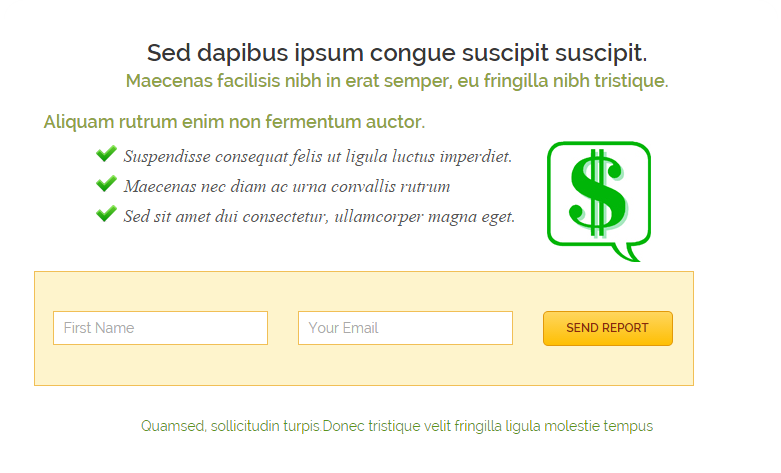 Sed dapibus ipsum congue suscipit suscipit.
Maecenas facilisis nibh in erat semper, eu fringilla nibh tristique.
Aliquam rutrum enim non fermentum auctor.
Suspendisse consequat felis ut ligula luctus imperdiet.
Maecenas nec diam ac urna convallis rutrum
Sed sit amet dui consectetur, ullamcorper magna eget.
$
First Name
Your Email
SEND REPORT
Quamsed, sollicitudin turpis.Donec tristique velit fringilla ligula molestie tempus